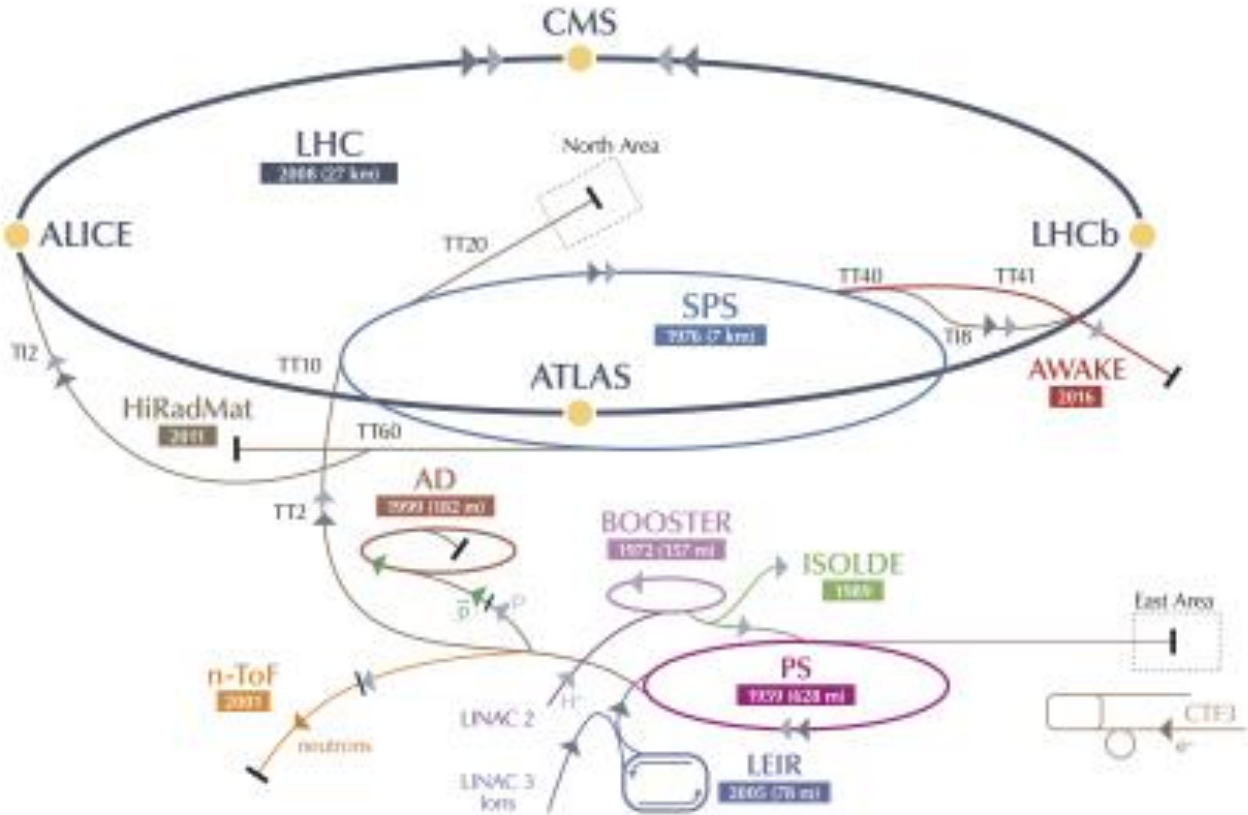 CMS
LHC
2008 (27 km)
North Area
ALICE
TT20
LHCb
TT40
TT41
SPS
1976 (7 km)
TI8
TI2
TT10
ATLAS
AWAKE
2016
HiRadMat
2011
TT60
AD
1999 (182 m)
TT2
BOOSTER
1972 (157 m)
ISOLDE
1989
p
p
East Area
n-ToF
2001
PS
1959 (628 m)
H⁺
LINAC 2
neutrons
CTF3
e⁻
LEIR
2005 (78 m)
LINAC 3
Ions